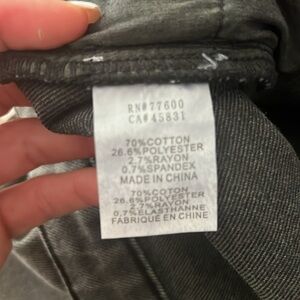 RN#77600
CA#45831
70%COTTON
26.6%POLYESTER
2.7%RAYON
0.7%SPANDEX
MADE IN CHINA
70%COTON
26.6%POLYESTER
2.7%RAYON
0.7%ELASTHANNE
FABRIQUE EN CHINE